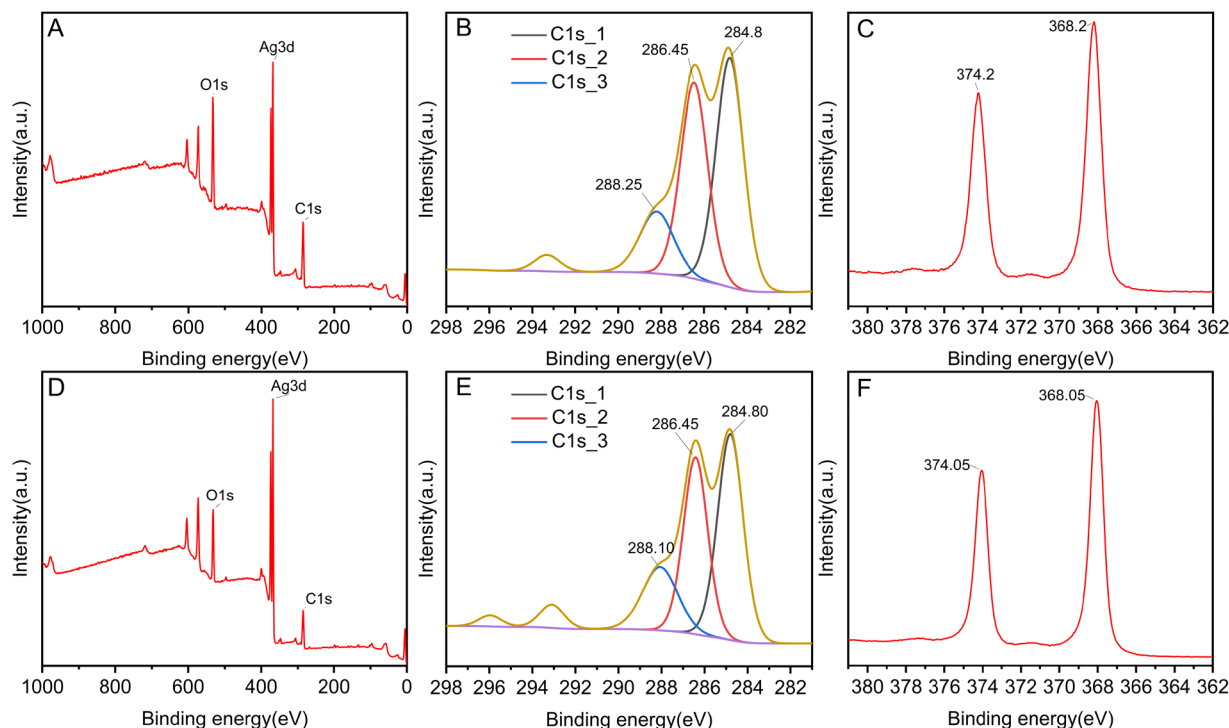 A
Ag3d
O1s
C1s
Intensity(a.u.)
1000 800 600 400 200 0
Binding energy(eV)
B
C1s_1
C1s_2
C1s_3
286.45
284.8
288.25
Intensity(a.u.)
298 296 294 292 290 288 286 284 282
Binding energy(eV)
C
368.2
374.2
Intensity(a.u.)
380 378 376 374 372 370 368 366 364 362
Binding energy(eV)
D
Ag3d
O1s
C1s
Intensity(a.u.)
1000 800 600 400 200 0
Binding energy(eV)
E
C1s_1
C1s_2
C1s_3
286.45
284.80
288.10
Intensity(a.u.)
298 296 294 292 290 288 286 284 282
Binding energy(eV)
F
368.05
374.05
Intensity(a.u.)
380 378 376 374 372 370 368 366 364 362
Binding energy(eV)